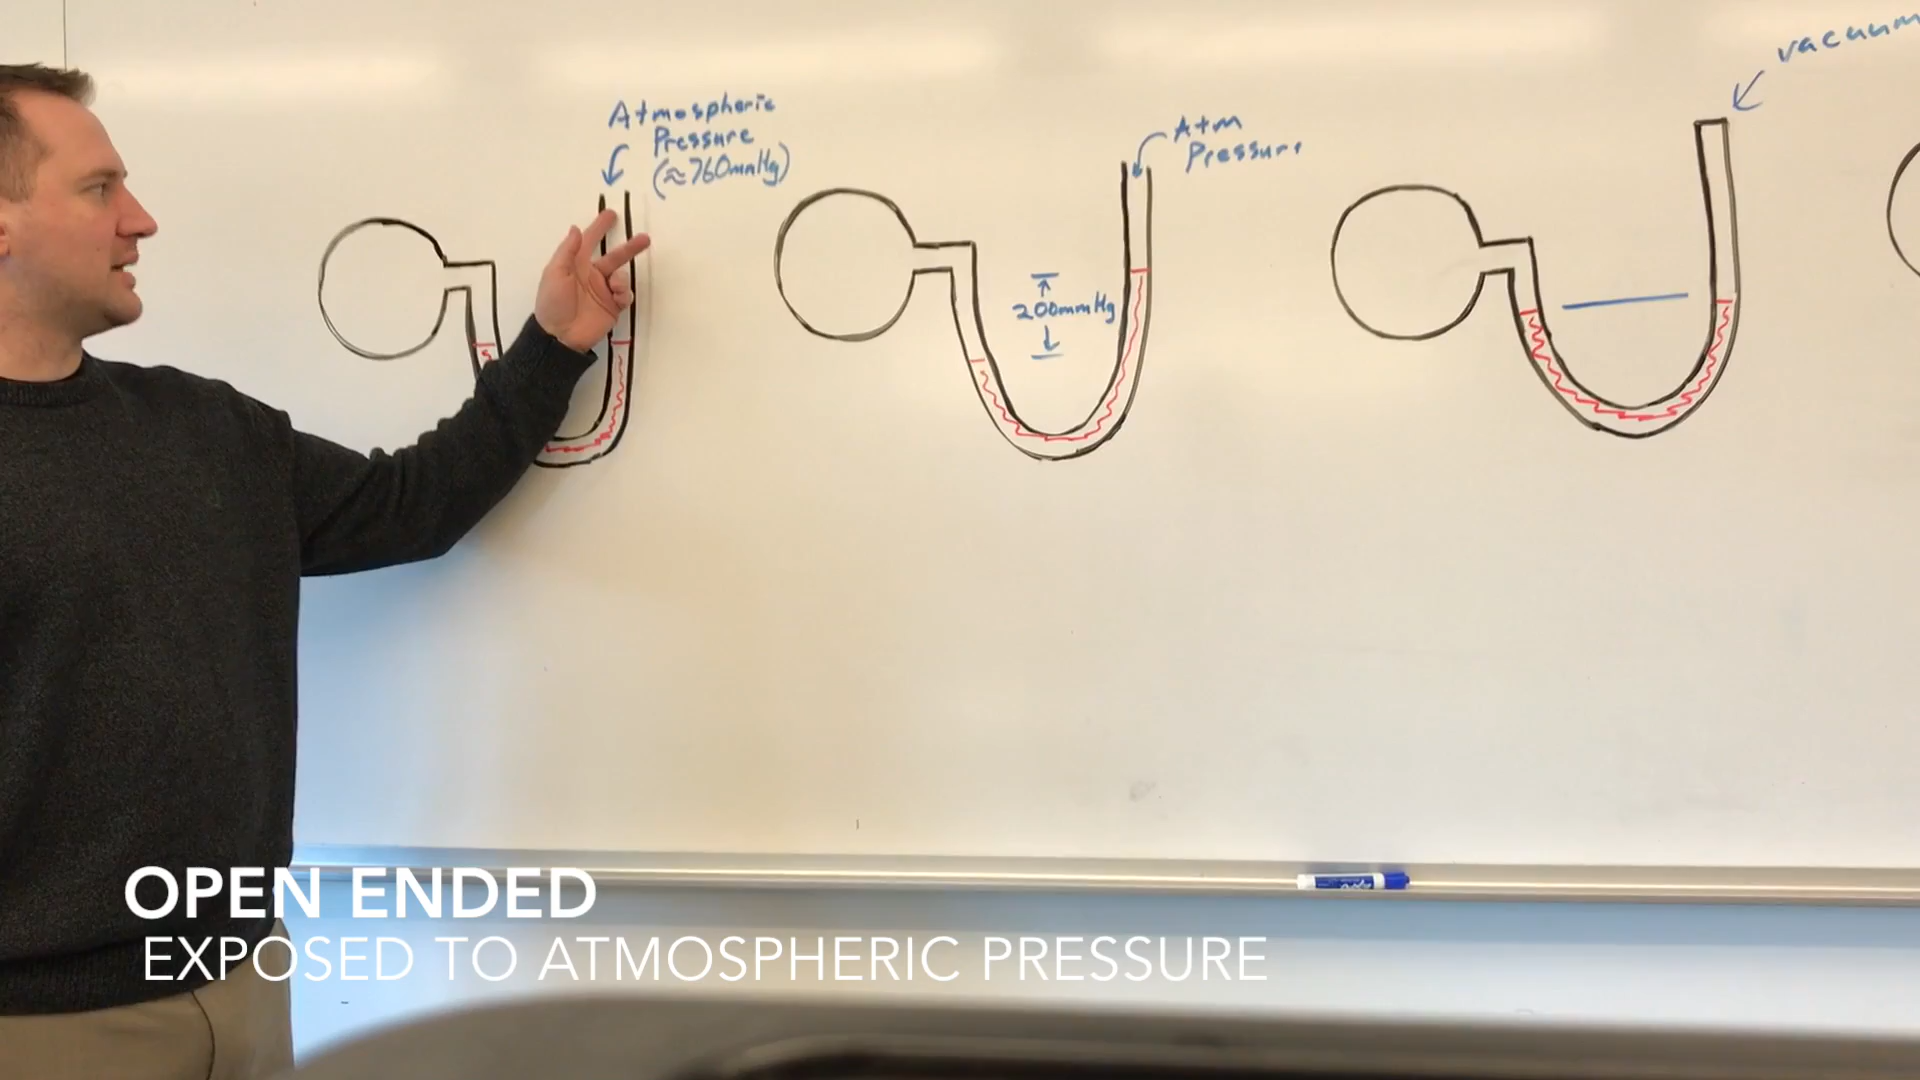 Atmospheric
Pressure
(≈760mmHg)
Atm
Pressure
vacuum
200mmHg
OPEN ENDED
EXPOSED TO ATMOSPHERIC PRESSURE